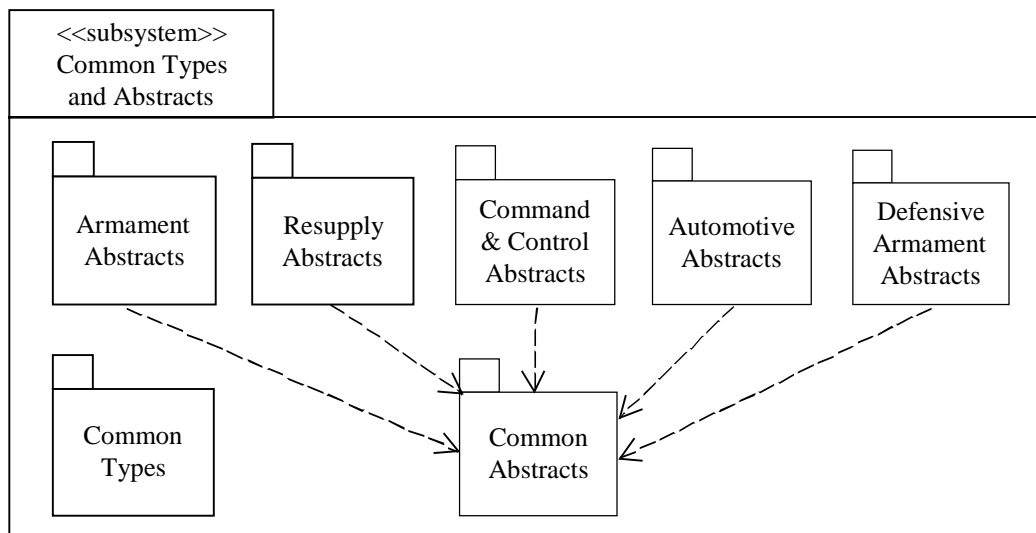 <<subsystem>>
Common Types
and Abstracts
Armament
Abstracts
Resupply
Abstracts
Command
& Control
Abstracts
Automotive
Abstracts
Defensive
Armament
Abstracts
Common
Types
Common
Abstracts